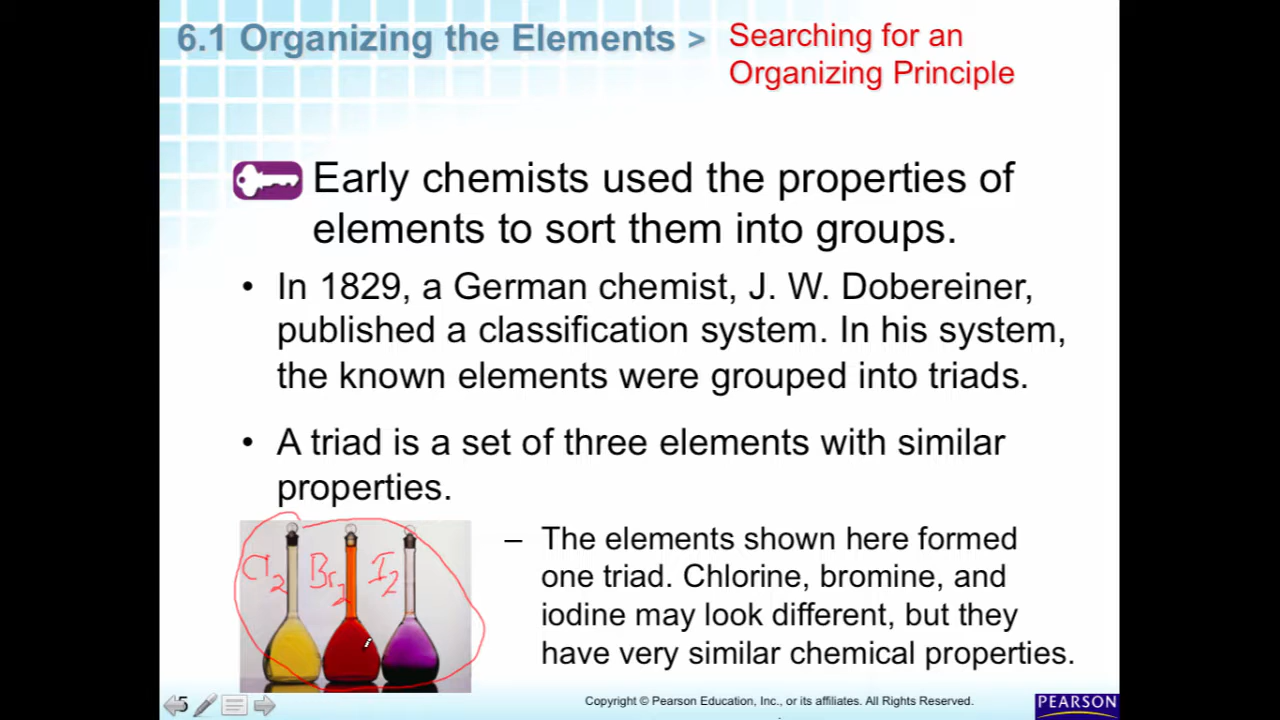 6.1 Organizing the Elements >
Searching for an
Organizing Principle
Early chemists used the properties of
elements to sort them into groups.
• In 1829, a German chemist, J. W. Dobereiner,
published a classification system. In his system,
the known elements were grouped into triads.
• A triad is a set of three elements with similar
properties.
Cl2 Br2 I2
– The elements shown here formed
one triad. Chlorine, bromine, and
iodine may look different, but they
have very similar chemical properties.
5
Copyright © Pearson Education, Inc., or its affiliates. All Rights Reserved.
PEARSON